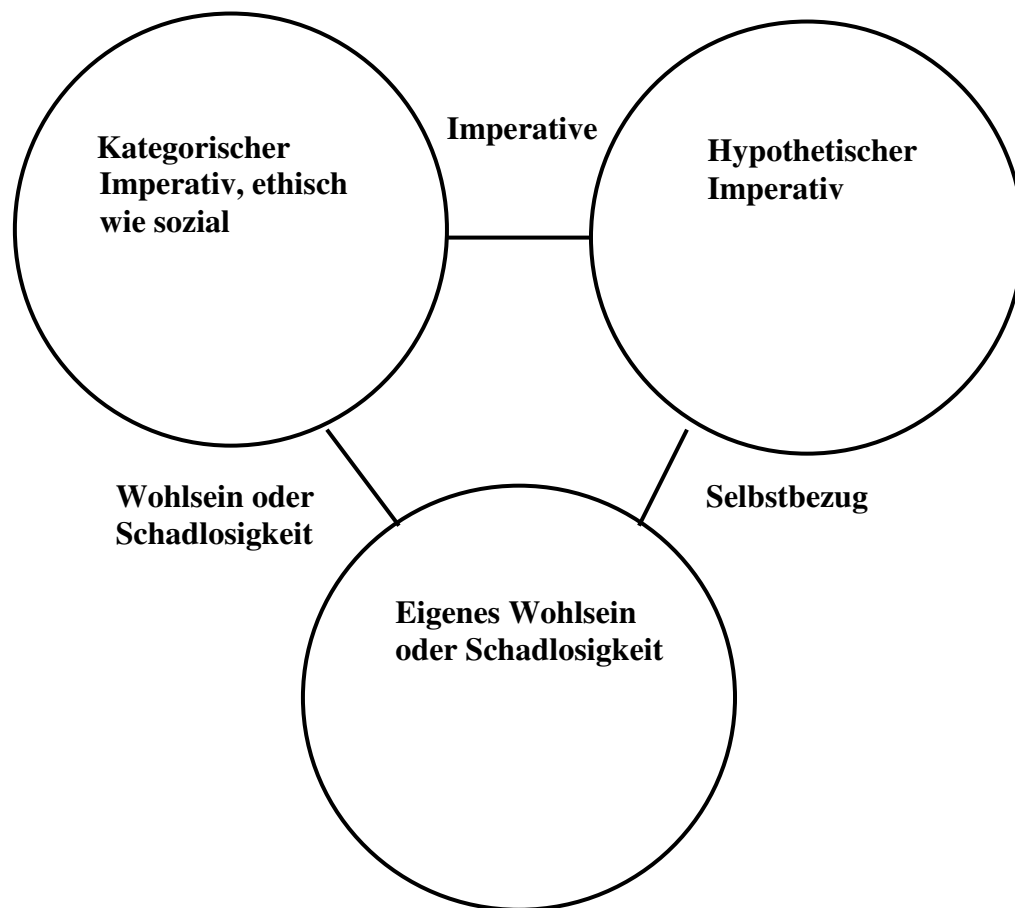 Kategorischer
Imperativ, ethisch
wie sozial
Imperative
Hypothetischer
Imperativ
Wohlsein oder
Schadlosigkeit
Selbstbezug
Eigenes Wohlsein
oder Schadlosigkeit